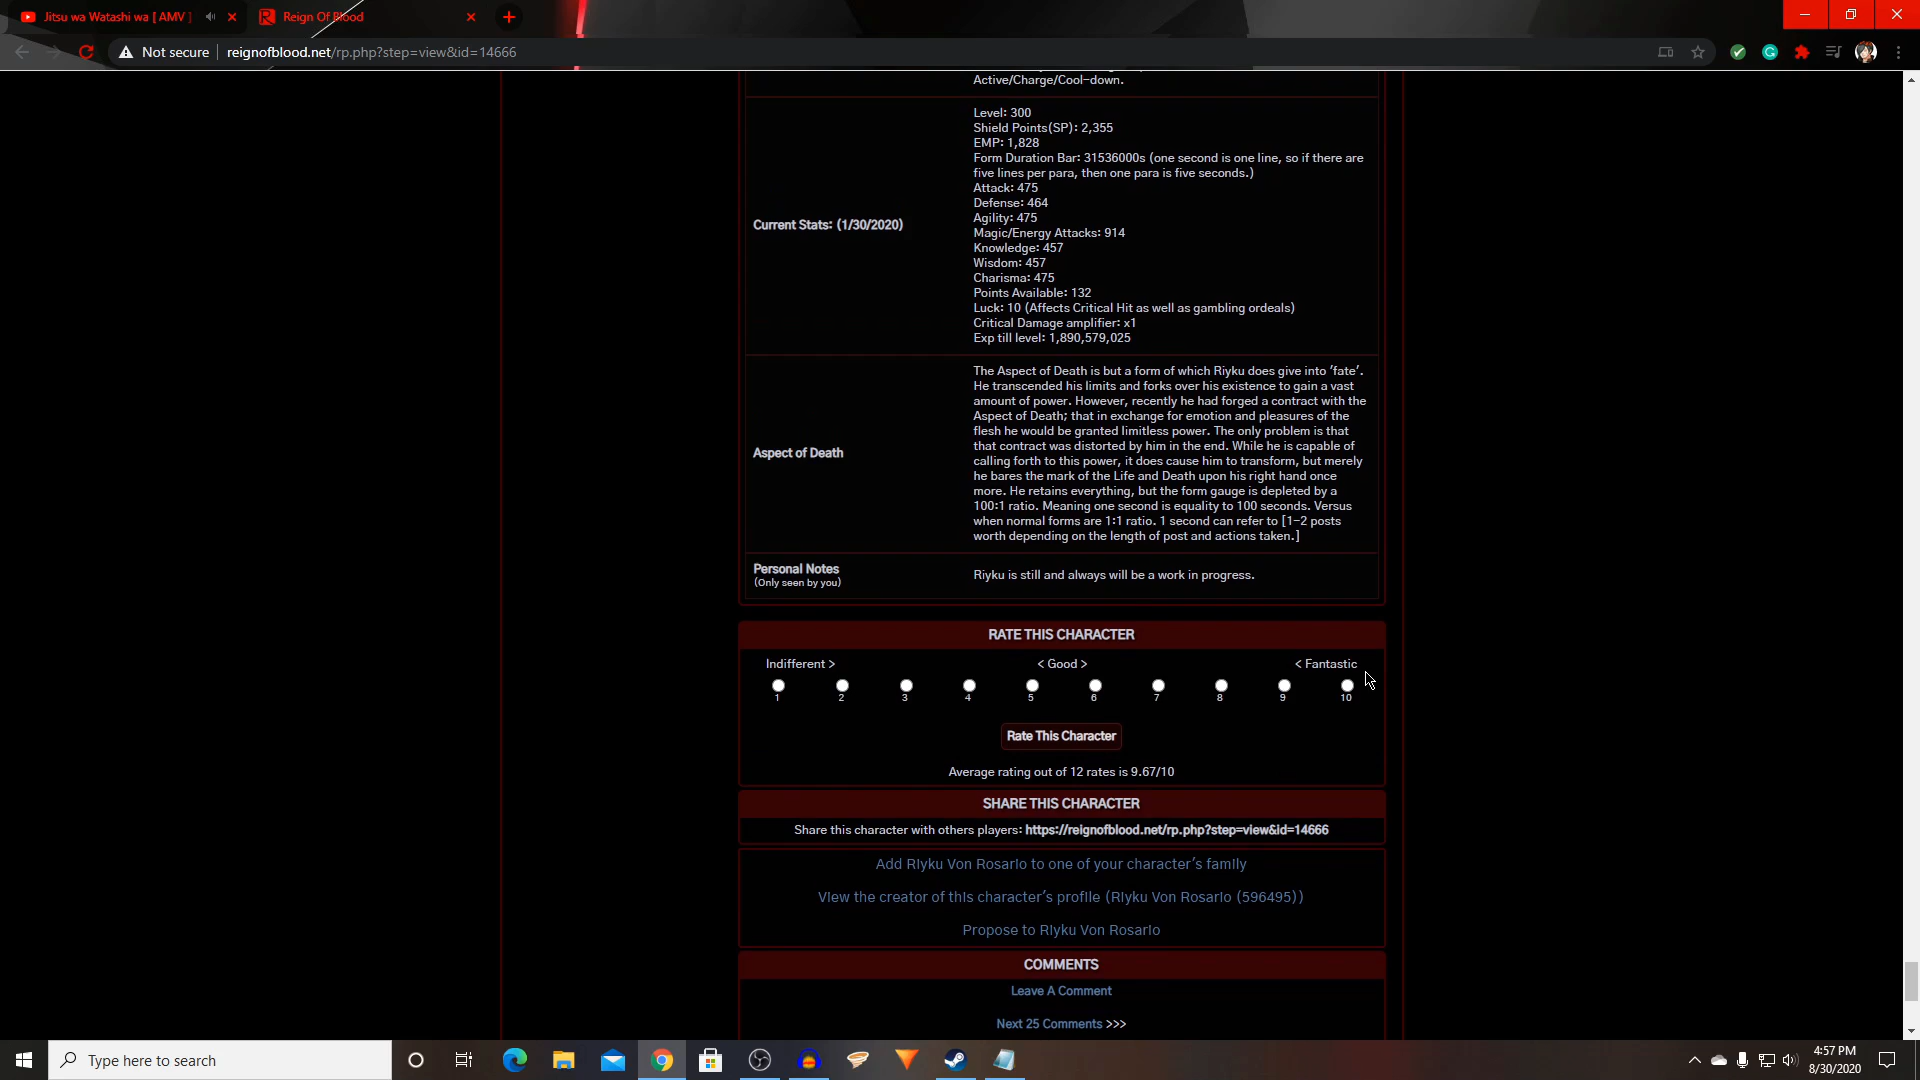 Jitsu wa Watashi wa [ AMV ]
Reign Of Blood
Not secure
reignofblood.net/rp.php?step=view&id=14666
Active/Charge/Cool-down.
Current Stats: (1/30/2020)
Level: 300
Shield Points(SP): 2,355
EMP: 1,828
Form Duration Bar: 31536000s (one second is one line, so if there are
five lines per para, then one para is five seconds.)
Attack: 475
Defense: 464
Agility: 475
Magic/Energy Attacks: 914
Knowledge: 457
Wisdom: 457
Charisma: 475
Points Available: 132
Luck: 10 (Affects Critical Hit as well as gambling ordeals)
Critical Damage amplifier: x1
Exp till level: 1,890,579,025
Aspect of Death
The Aspect of Death is but a form of which Riyku does give into 'fate'.
He transcended his limits and forks over his existence to gain a vast
amount of power. However, recently he had forged a contract with the
Aspect of Death; that in exchange for emotion and pleasures of the
flesh he would be granted limitless power. The only problem is that
that contract was distorted by him in the end. While he is capable of
calling forth to this power, it does cause him to transform, but merely
he bares the mark of the Life and Death upon his right hand once
more. He retains everything, but the form gauge is depleted by a
100:1 ratio. Meaning one second is equality to 100 seconds. Versus
when normal forms are 1:1 ratio. 1 second can refer to [1-2 posts
worth depending on the length of post and actions taken.]
Personal Notes
(Only seen by you)
Riyku is still and always will be a work in progress.
RATE THIS CHARACTER
Indifferent > < Good > < Fantastic
1 2 3 4 5 6 7 8 9 10
Rate This Character
Average rating out of 12 rates is 9.67/10
SHARE THIS CHARACTER
Share this character with others players: https://reignofblood.net/rp.php?step=view&id=14666
Add Riyku Von Rosario to one of your character's family
View the creator of this character's profile (Riyku Von Rosario (596495))
Propose to Riyku Von Rosario
COMMENTS
Leave A Comment
Next 25 Comments >>>
Type here to search
4:57 PM
8/30/2020